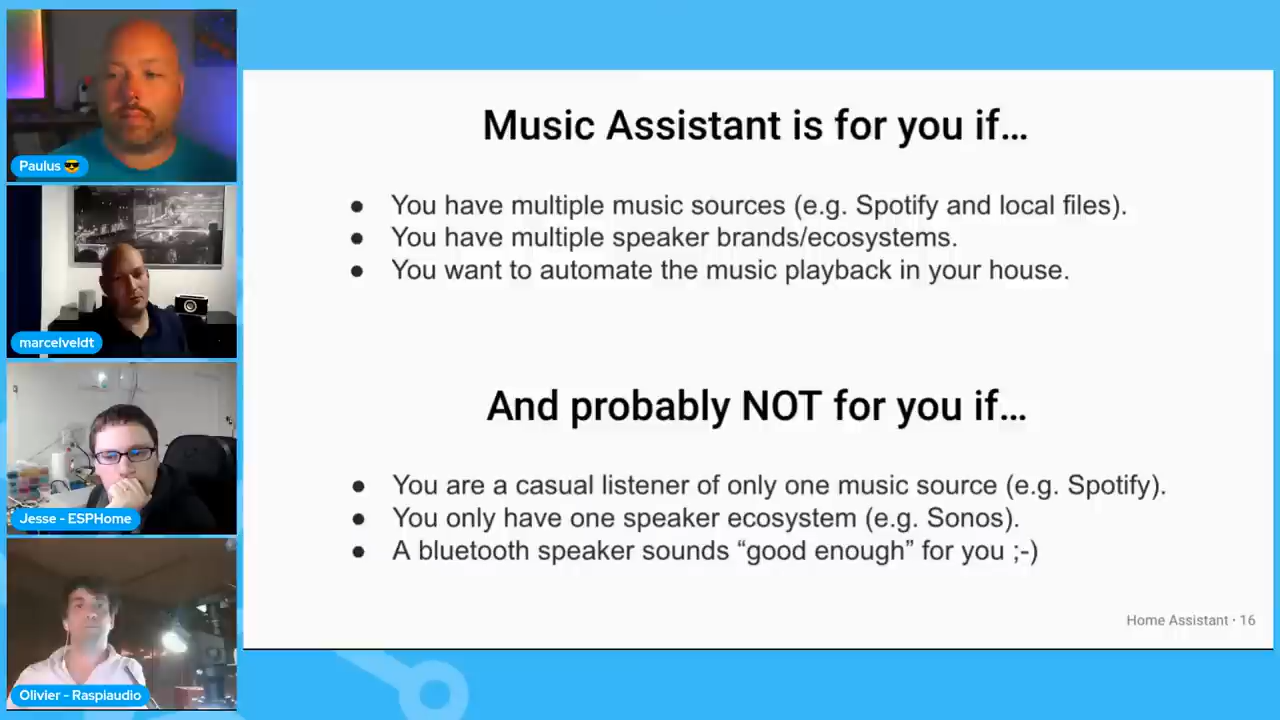 Paulus 😎
marcelveldt
Jesse - ESPHome
Olivier - Raspiaudio
Music Assistant is for you if…
● You have multiple music sources (e.g. Spotify and local files).
● You have multiple speaker brands/ecosystems.
● You want to automate the music playback in your house.
And probably NOT for you if…
● You are a casual listener of only one music source (e.g. Spotify).
● You only have one speaker ecosystem (e.g. Sonos).
● A bluetooth speaker sounds “good enough” for you ;-)
Home Assistant · 16